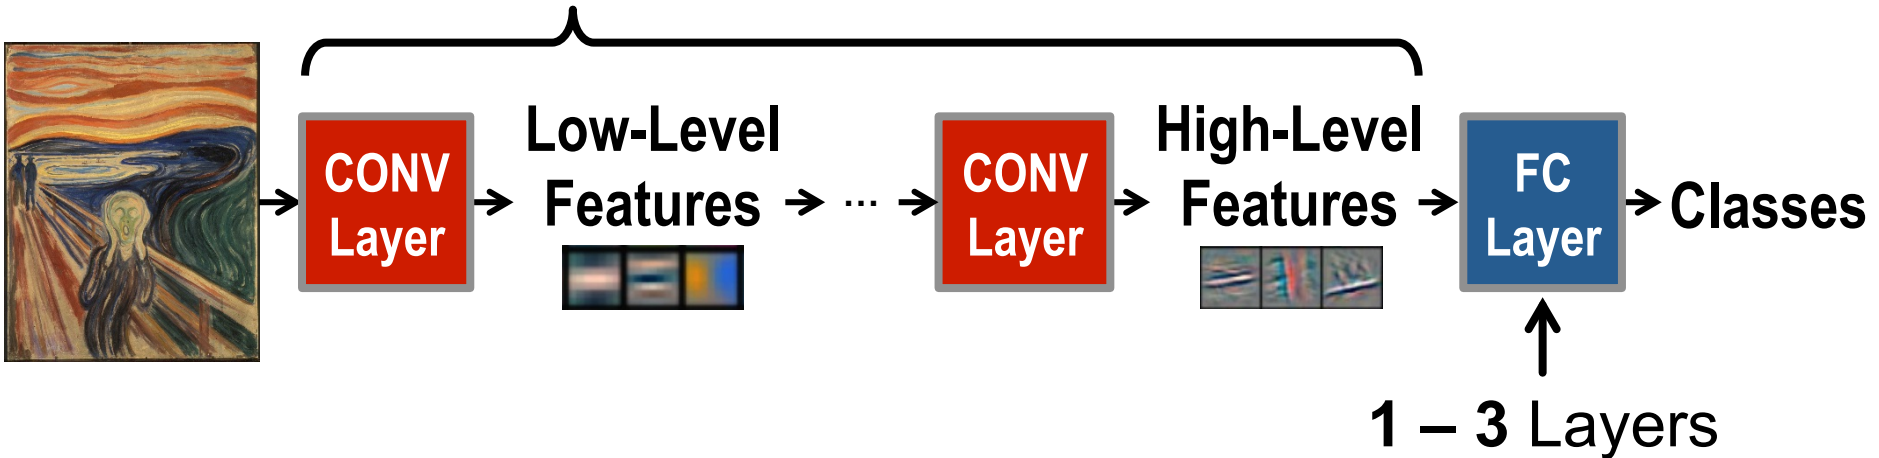 CONV
Layer
Low-Level
Features
...
CONV
Layer
High-Level
Features
FC
Layer
Classes
1 – 3 Layers